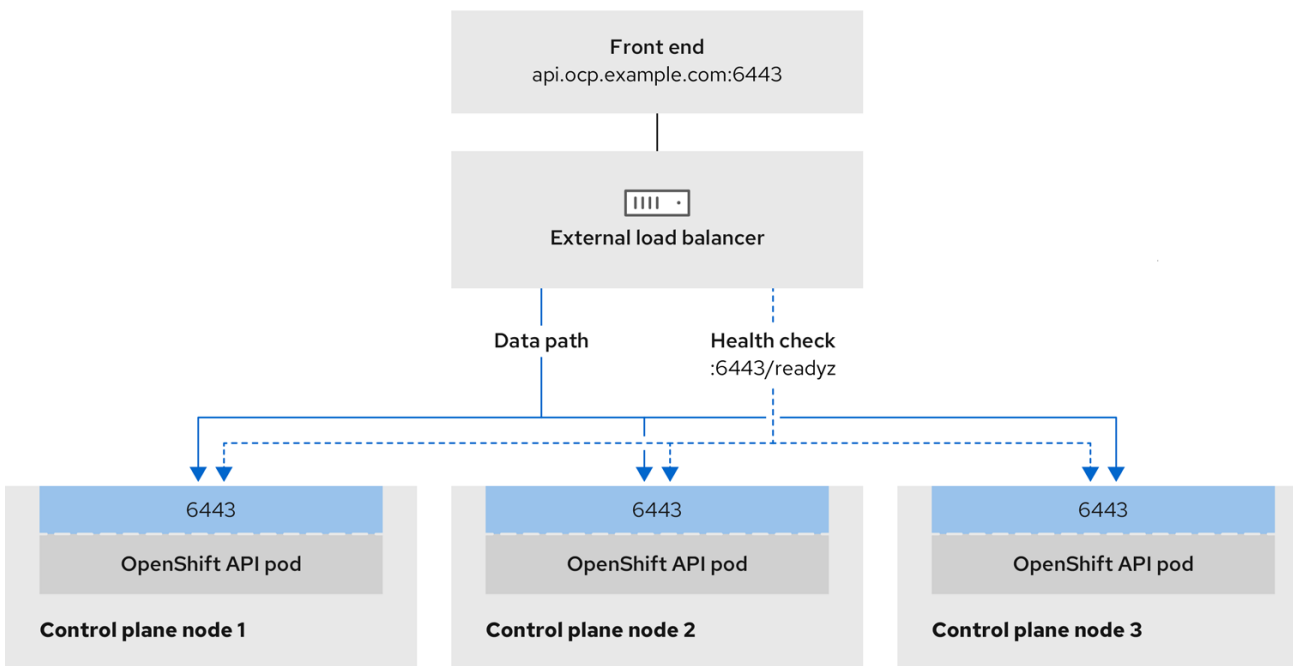 Front end
api.ocp.example.com:6443
External load balancer
Data path
Health check
:6443/readyz
6443
6443
6443
OpenShift API pod
OpenShift API pod
OpenShift API pod
Control plane node 1
Control plane node 2
Control plane node 3